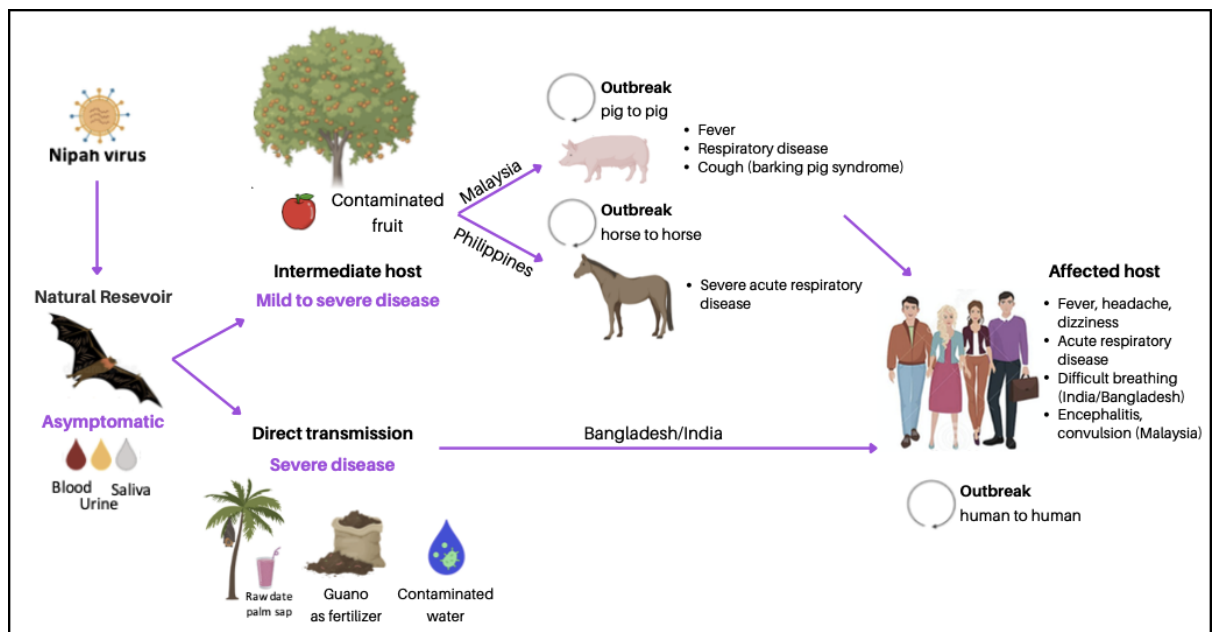 Nipah virus
Natural Resevoir
Asymptomatic
Blood
Urine
Saliva
Contaminated
fruit
Intermediate host
Mild to severe disease
Malaysia
Philippines
Outbreak
pig to pig
• Fever
• Respiratory disease
• Cough (barking pig syndrome)
Outbreak
horse to horse
• Severe acute respiratory
disease
Direct transmission
Severe disease
Bangladesh/India
Raw date
palm sap
Guano
as fertilizer
Contaminated
water
Affected host
• Fever, headache,
dizziness
• Acute respiratory
disease
• Difficult breathing
(India/Bangladesh)
• Encephalitis,
convulsion (Malaysia)
Outbreak
human to human